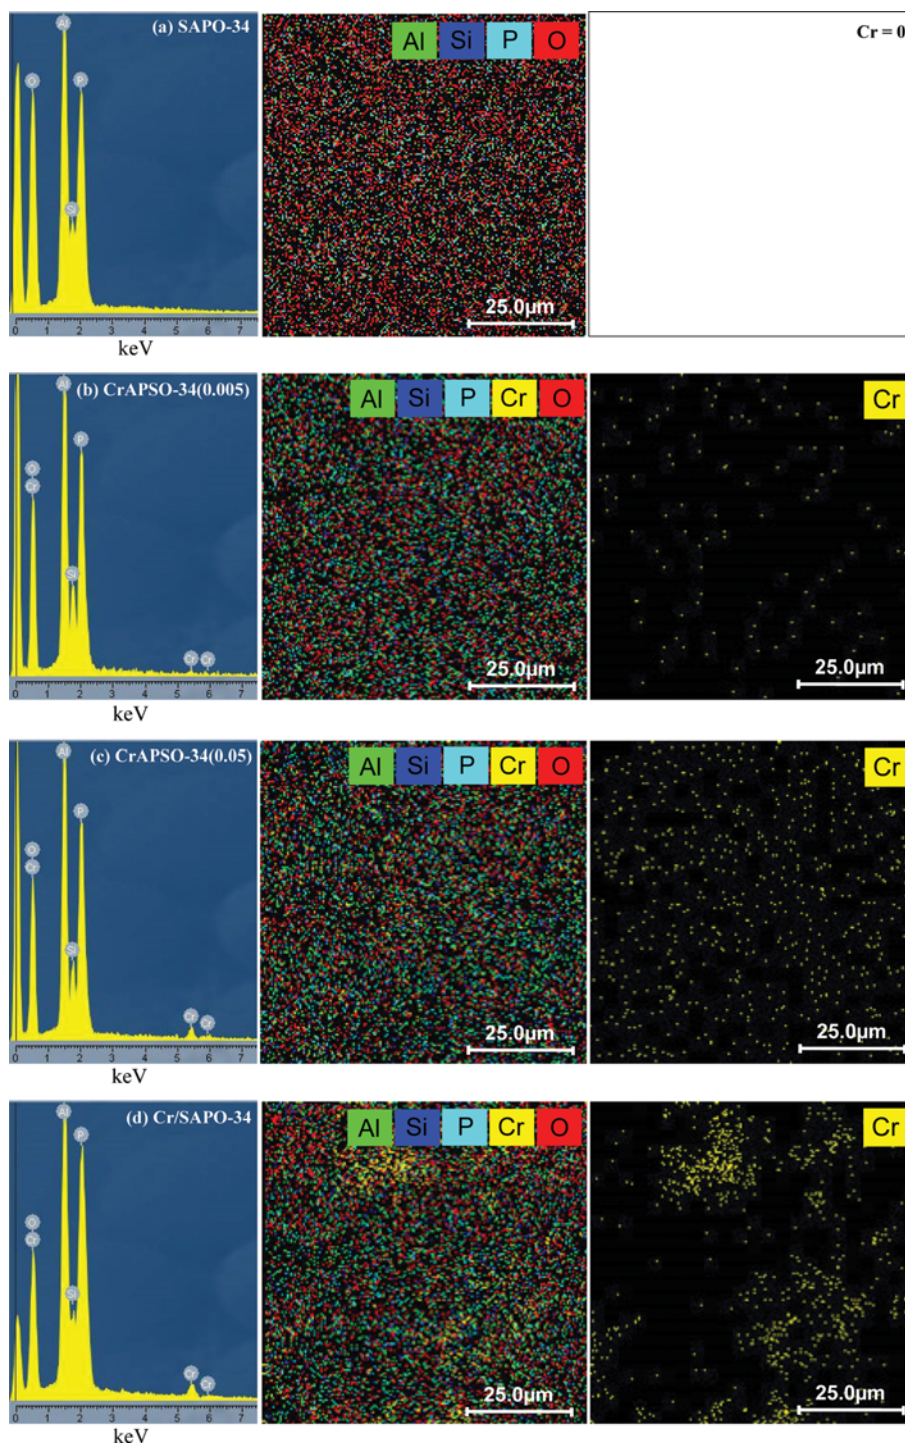 (a) SAPO-34
Al
O
P
Si
0 1 2 3 4 5 6 7
keV
Al Si P O
25.0µm
Cr = 0
(b) CrAPSO-34(0.005)
Al
P
O
Cr
Si
Cr Cr
0 1 2 3 4 5 6 7
keV
Al Si P Cr O
25.0µm
Cr
25.0µm
(c) CrAPSO-34(0.05)
Al
P
O
Cr
Si
Cr Cr
0 1 2 3 4 5 6 7
keV
Al Si P Cr O
25.0µm
Cr
25.0µm
(d) Cr/SAPO-34
Al
P
O
Cr
Si
Cr Cr
0 1 2 3 4 5 6 7
keV
Al Si P Cr O
25.0µm
Cr
25.0µm